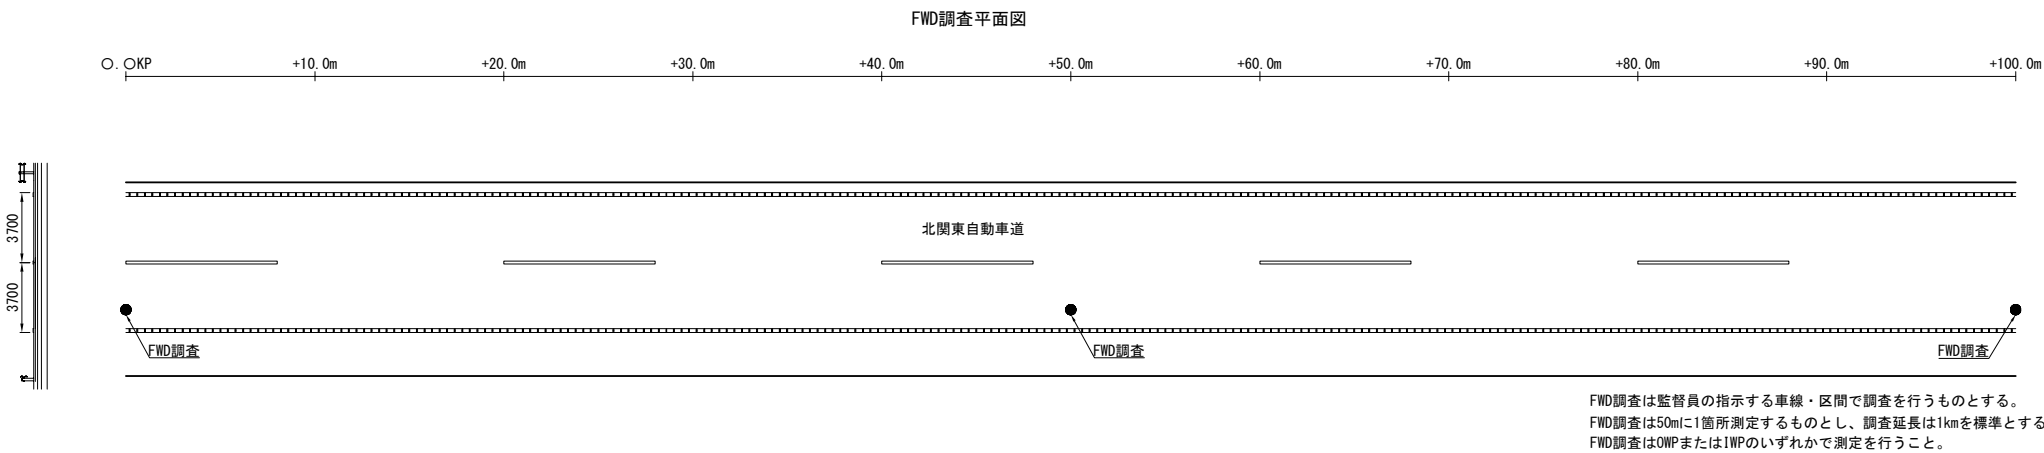 FWD調査平面図
〇.〇KP +10.0m +20.0m +30.0m +40.0m +50.0m +60.0m +70.0m +80.0m +90.0m +100.0m
3700
北関東自動車道
3700
FWD調査 FWD調査 FWD調査
FWD調査は監督員の指示する車線・区間で調査を行うものとする。
FWD調査は50mに1箇所測定するものとし、調査延長は1kmを標準とする
FWD調査はOWPまたはIWPのいずれかで測定を行うこと。